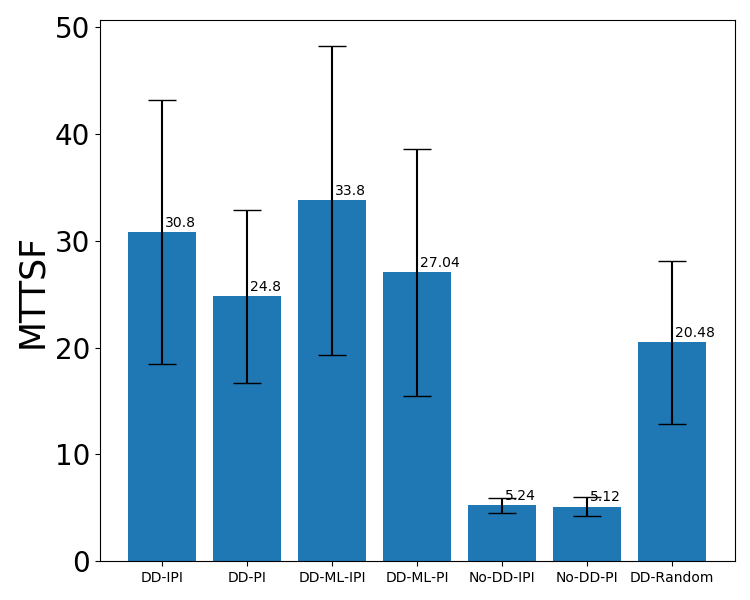 MTTSF
50
40
30
20
10
0
30.8
24.8
33.8
27.04
5.24
5.12
20.48
DD-IPI
DD-PI
DD-ML-IPI
DD-ML-PI
No-DD-IPI
No-DD-PI
DD-Random